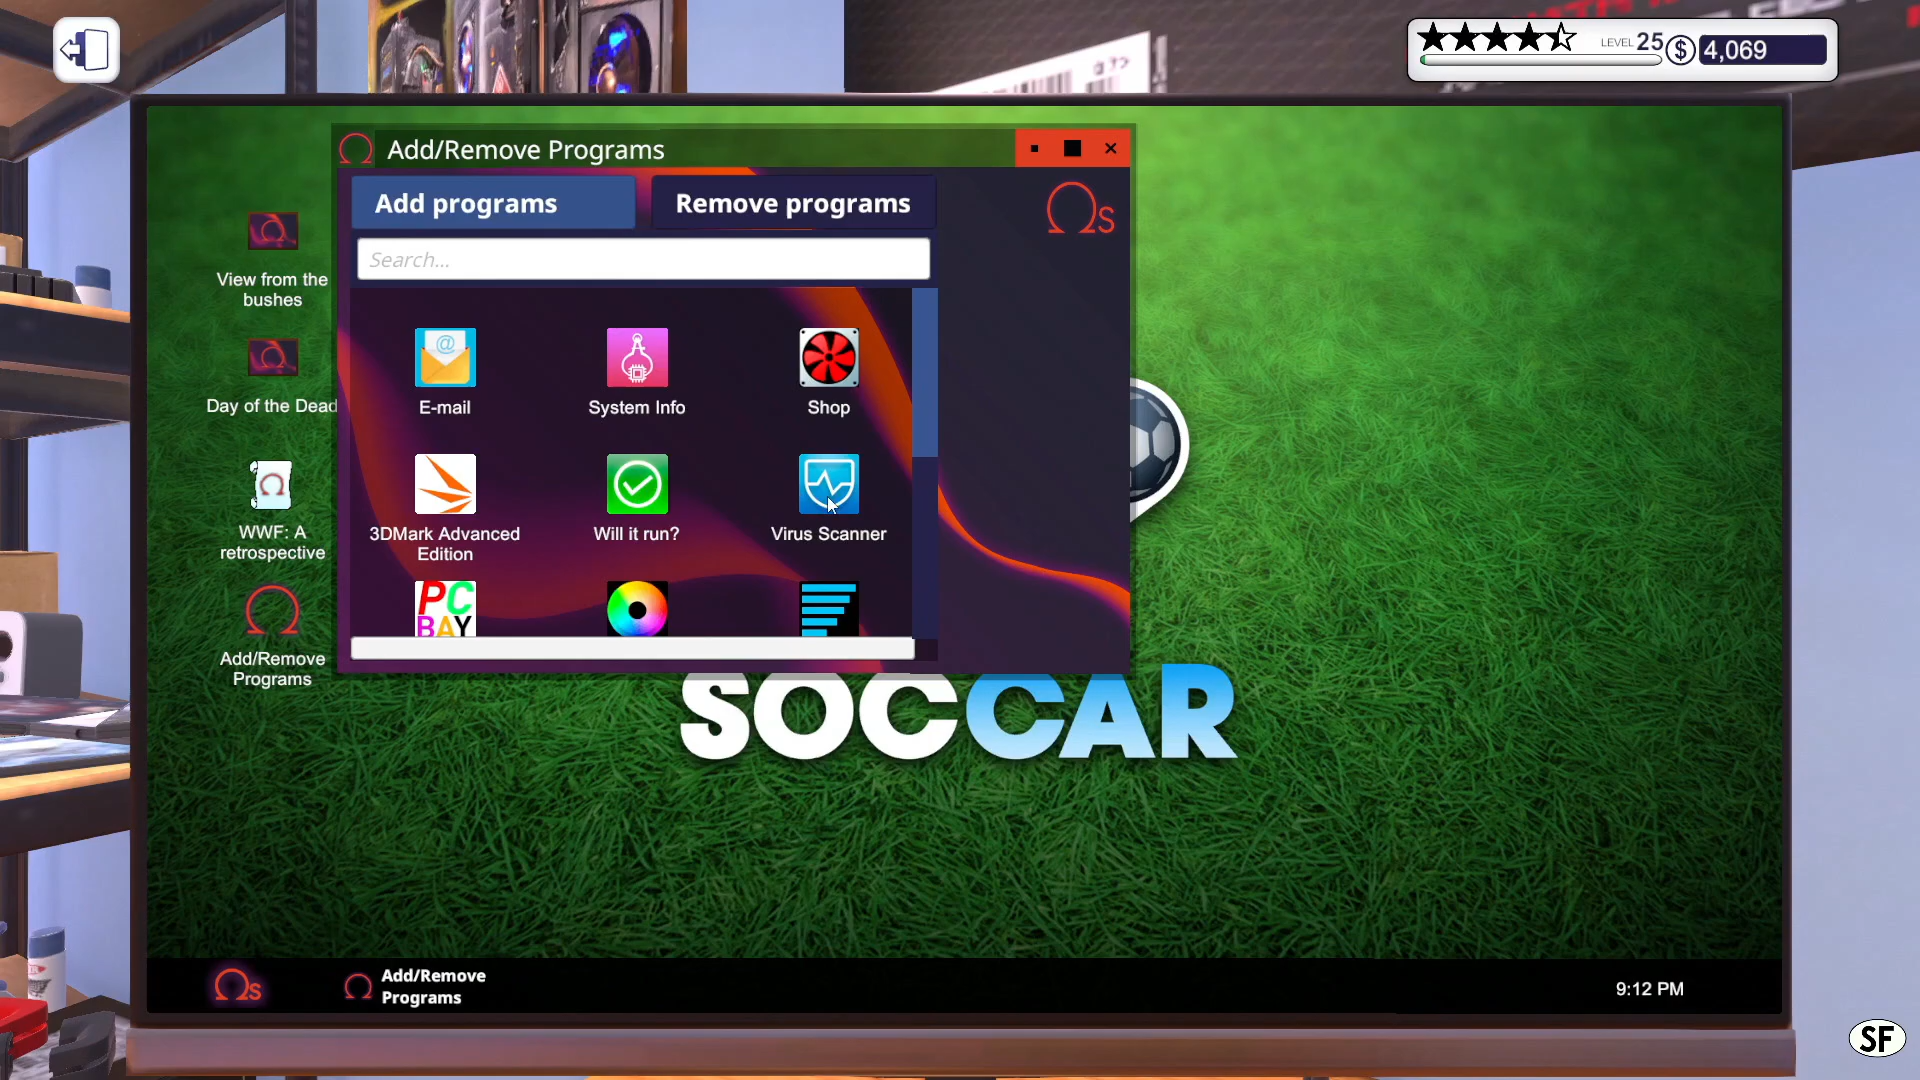 LEVEL 25
$ 4,069
Add/Remove Programs
Add programs
Remove programs
Search...
Ωs
E-mail
System Info
Shop
3DMark Advanced
Edition
Will it run?
Virus Scanner
PC
BAY
View from the
bushes
Day of the Dead
WWF: A
retrospective
Add/Remove
Programs
SOCCAR
Ωs
Add/Remove
Programs
9:12 PM
SF